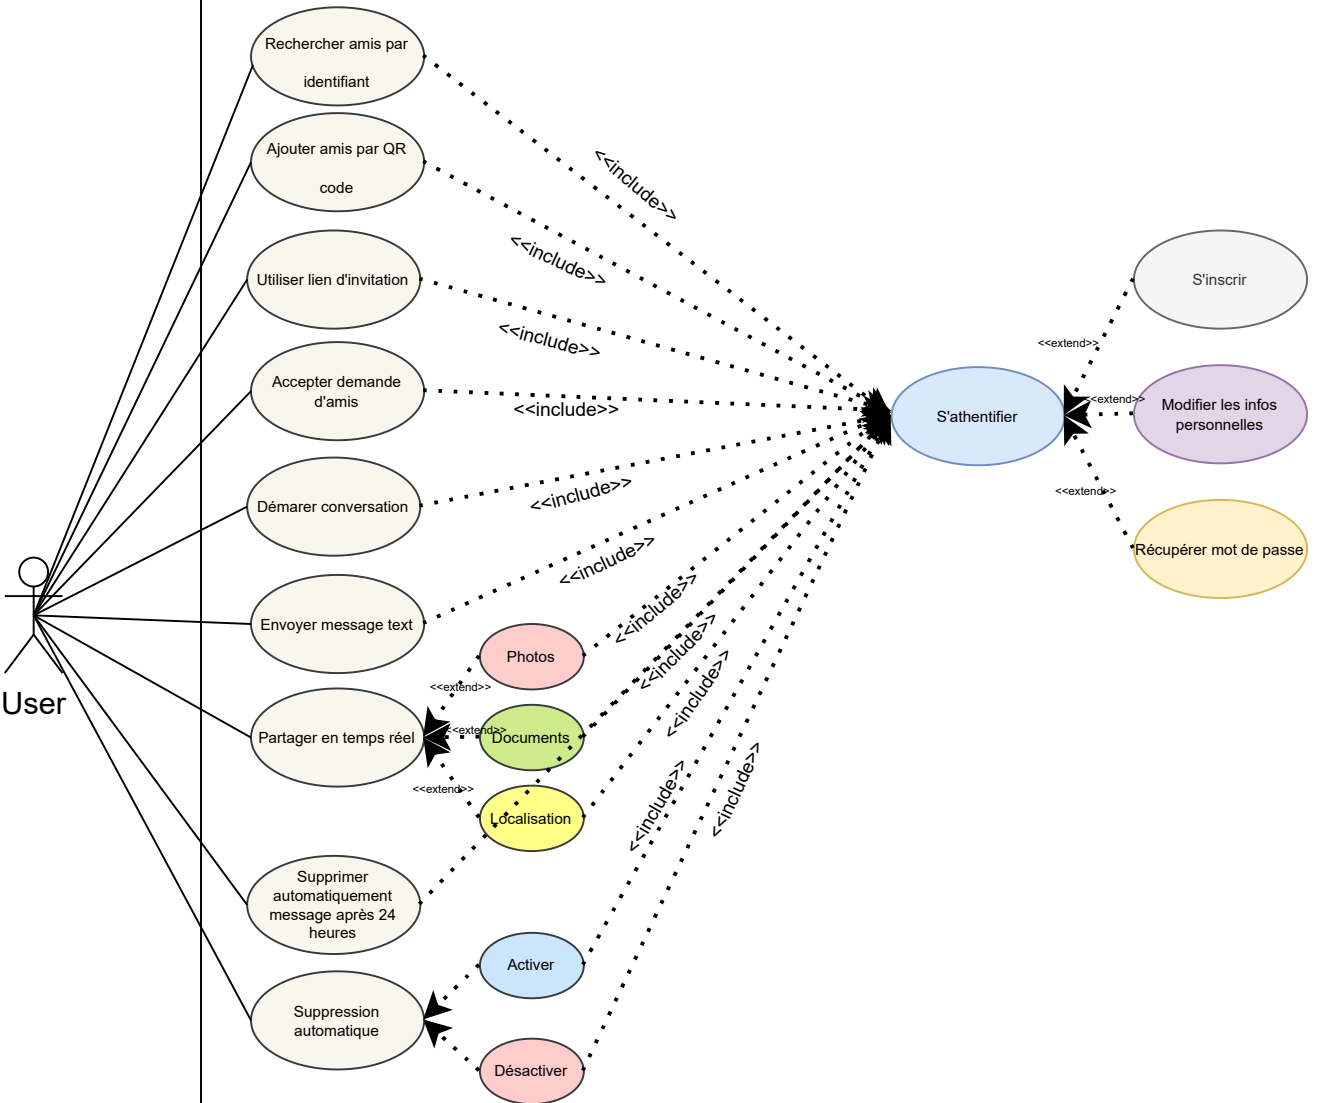 Rechercher amis par
identifiant
Ajouter amis par QR
code
Utiliser lien d'invitation
Accepter demande
d'amis
Démarer conversation
Envoyer message text
Partager en temps réel
Supprimer
automatiquement
message après 24
heures
Suppression
automatique
User
Photos
Documents
Localisation
Activer
Désactiver
<<extend>>
<<extend>>
<<extend>>
<<include>>
<<include>>
<<include>>
<<include>>
<<include>>
<<include>>
<<include>>
<<include>>
<<include>>
<<include>>
<<include>>
S'athentifier
<<extend>>
<<extend>>
<<extend>>
S'inscrir
Modifier les infos
personnelles
Récupérer mot de passe